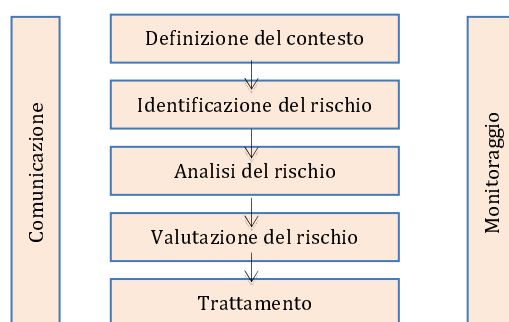 Comunicazione
Definizione del contesto
Identificazione del rischio
Analisi del rischio
Valutazione del rischio
Trattamento
Monitoraggio